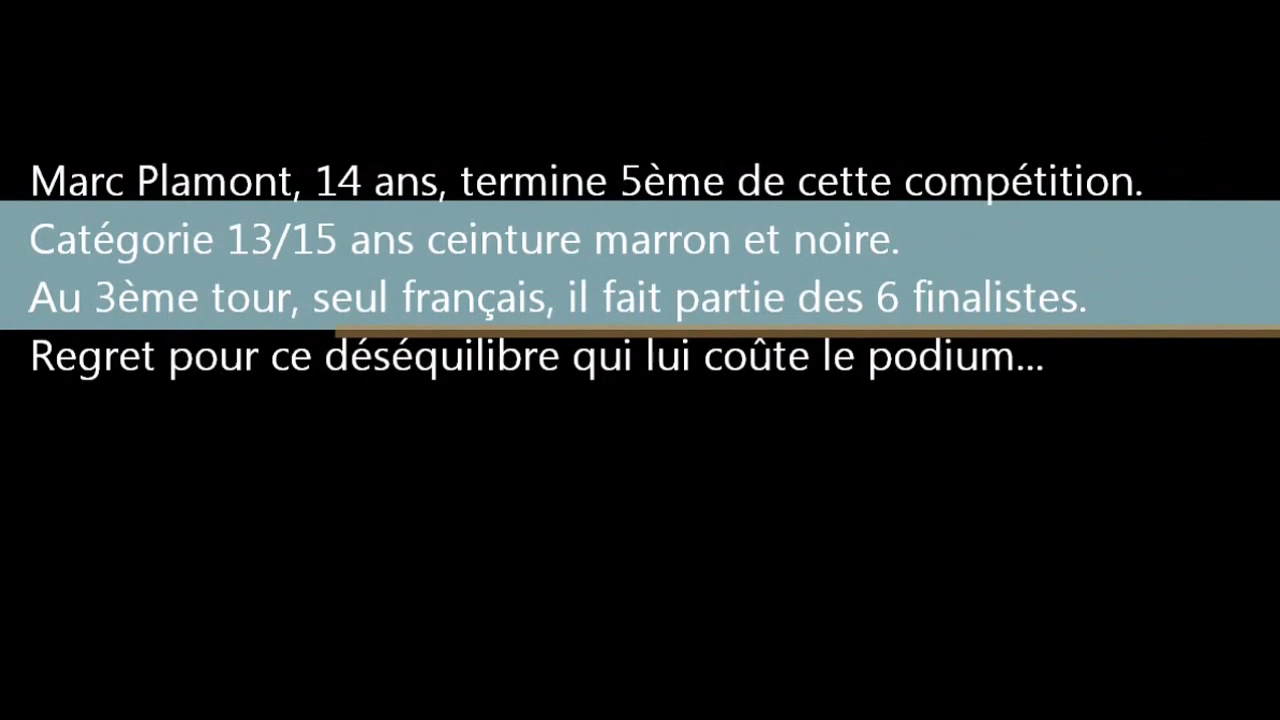 Marc Plamont, 14 ans, termine 5ème de cette compétition.
Catégorie 13/15 ans ceinture marron et noire.
Au 3ème tour, seul français, il fait partie des 6 finalistes.
Regret pour ce déséquilibre qui lui coûte le podium...